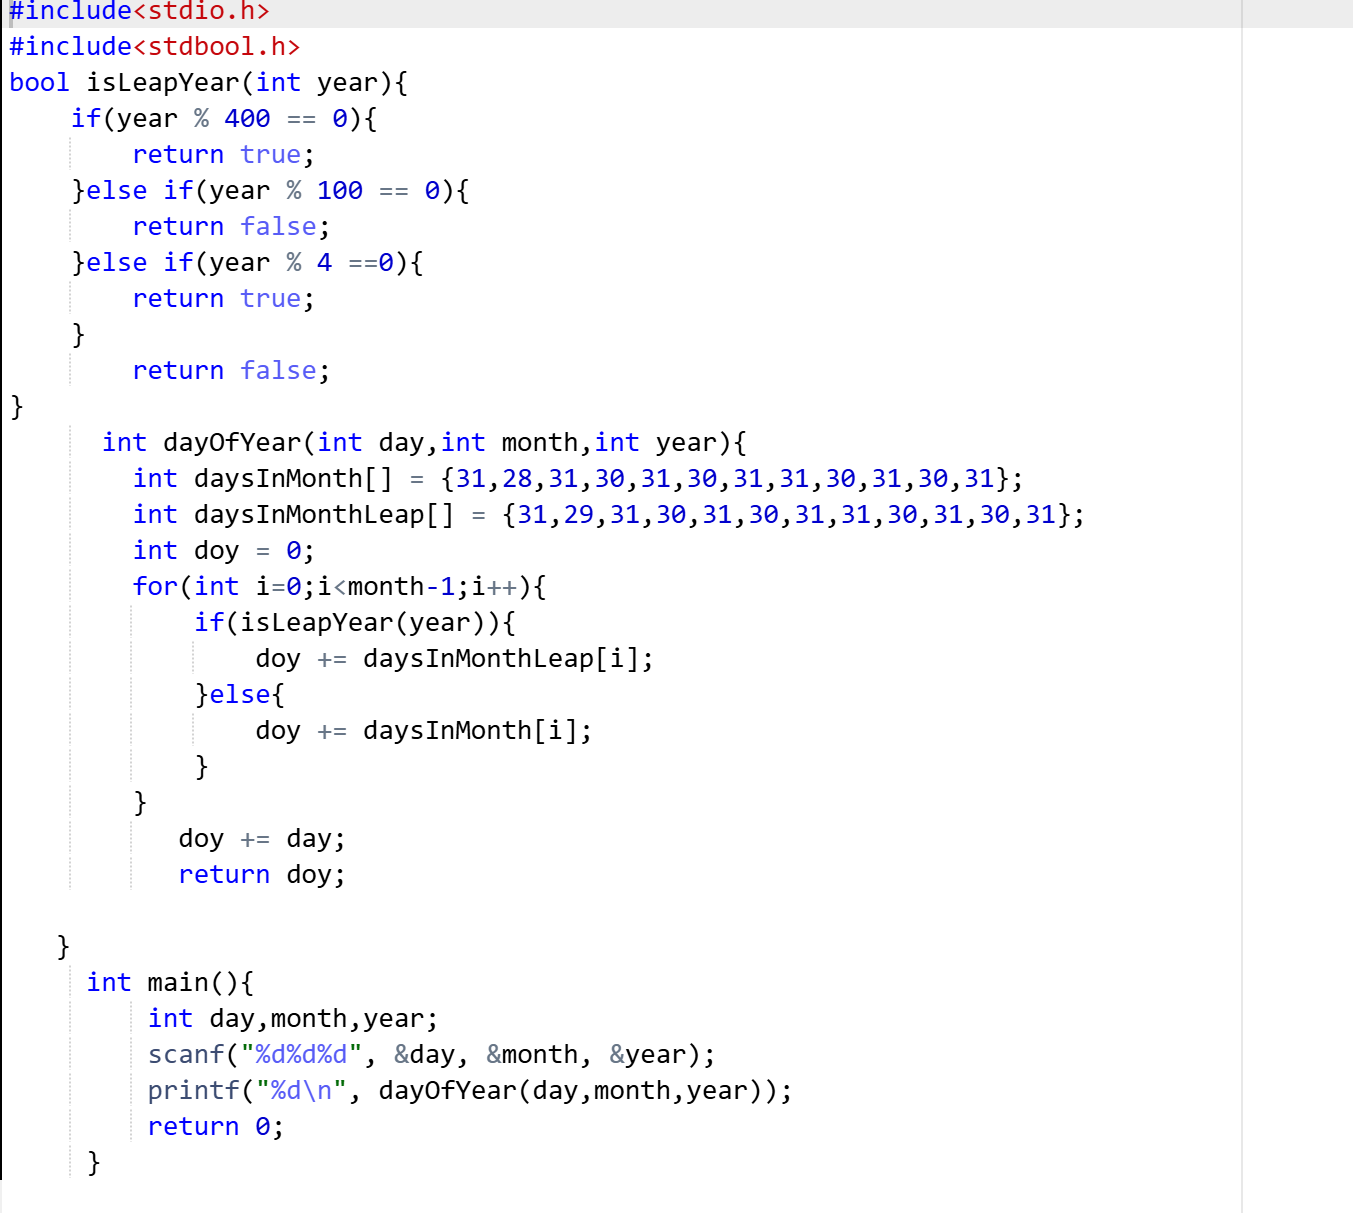 #include<stdio.h>
#include<stdbool.h>
bool isLeapYear(int year){
    if(year % 400 == 0){
        return true;
    }else if(year % 100 == 0){
        return false;
    }else if(year % 4 ==0){
        return true;
    }
        return false;
}
      int dayOfYear(int day,int month,int year){
        int daysInMonth[] = {31,28,31,30,31,30,31,31,30,31,30,31};
        int daysInMonthLeap[] = {31,29,31,30,31,30,31,31,30,31,30,31};
        int doy = 0;
        for(int i=0;i<month-1;i++){
            if(isLeapYear(year)){
                doy += daysInMonthLeap[i];
            }else{
                doy += daysInMonth[i];
            }
        }
           doy += day;
           return doy;

   }
     int main(){
         int day,month,year;
         scanf("%d%d%d", &day, &month, &year);
         printf("%d\n", dayOfYear(day,month,year));
         return 0;
     }